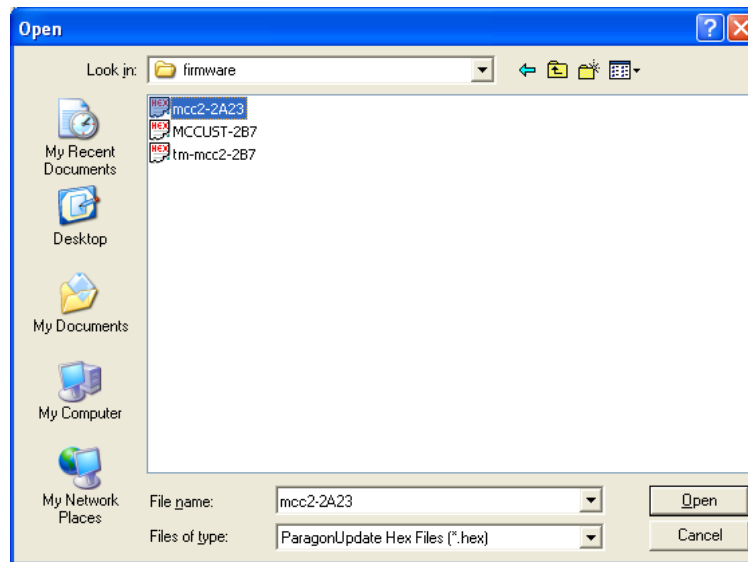 Open
Look in:
firmware
mcc2-2A23
MCCUST-2B7
tm-mcc2-2B7
My Recent
Documents
Desktop
My Documents
My Computer
My Network
Places
File name:
mcc2-2A23
Open
Files of type:
ParagonUpdate Hex Files (*.hex)
Cancel